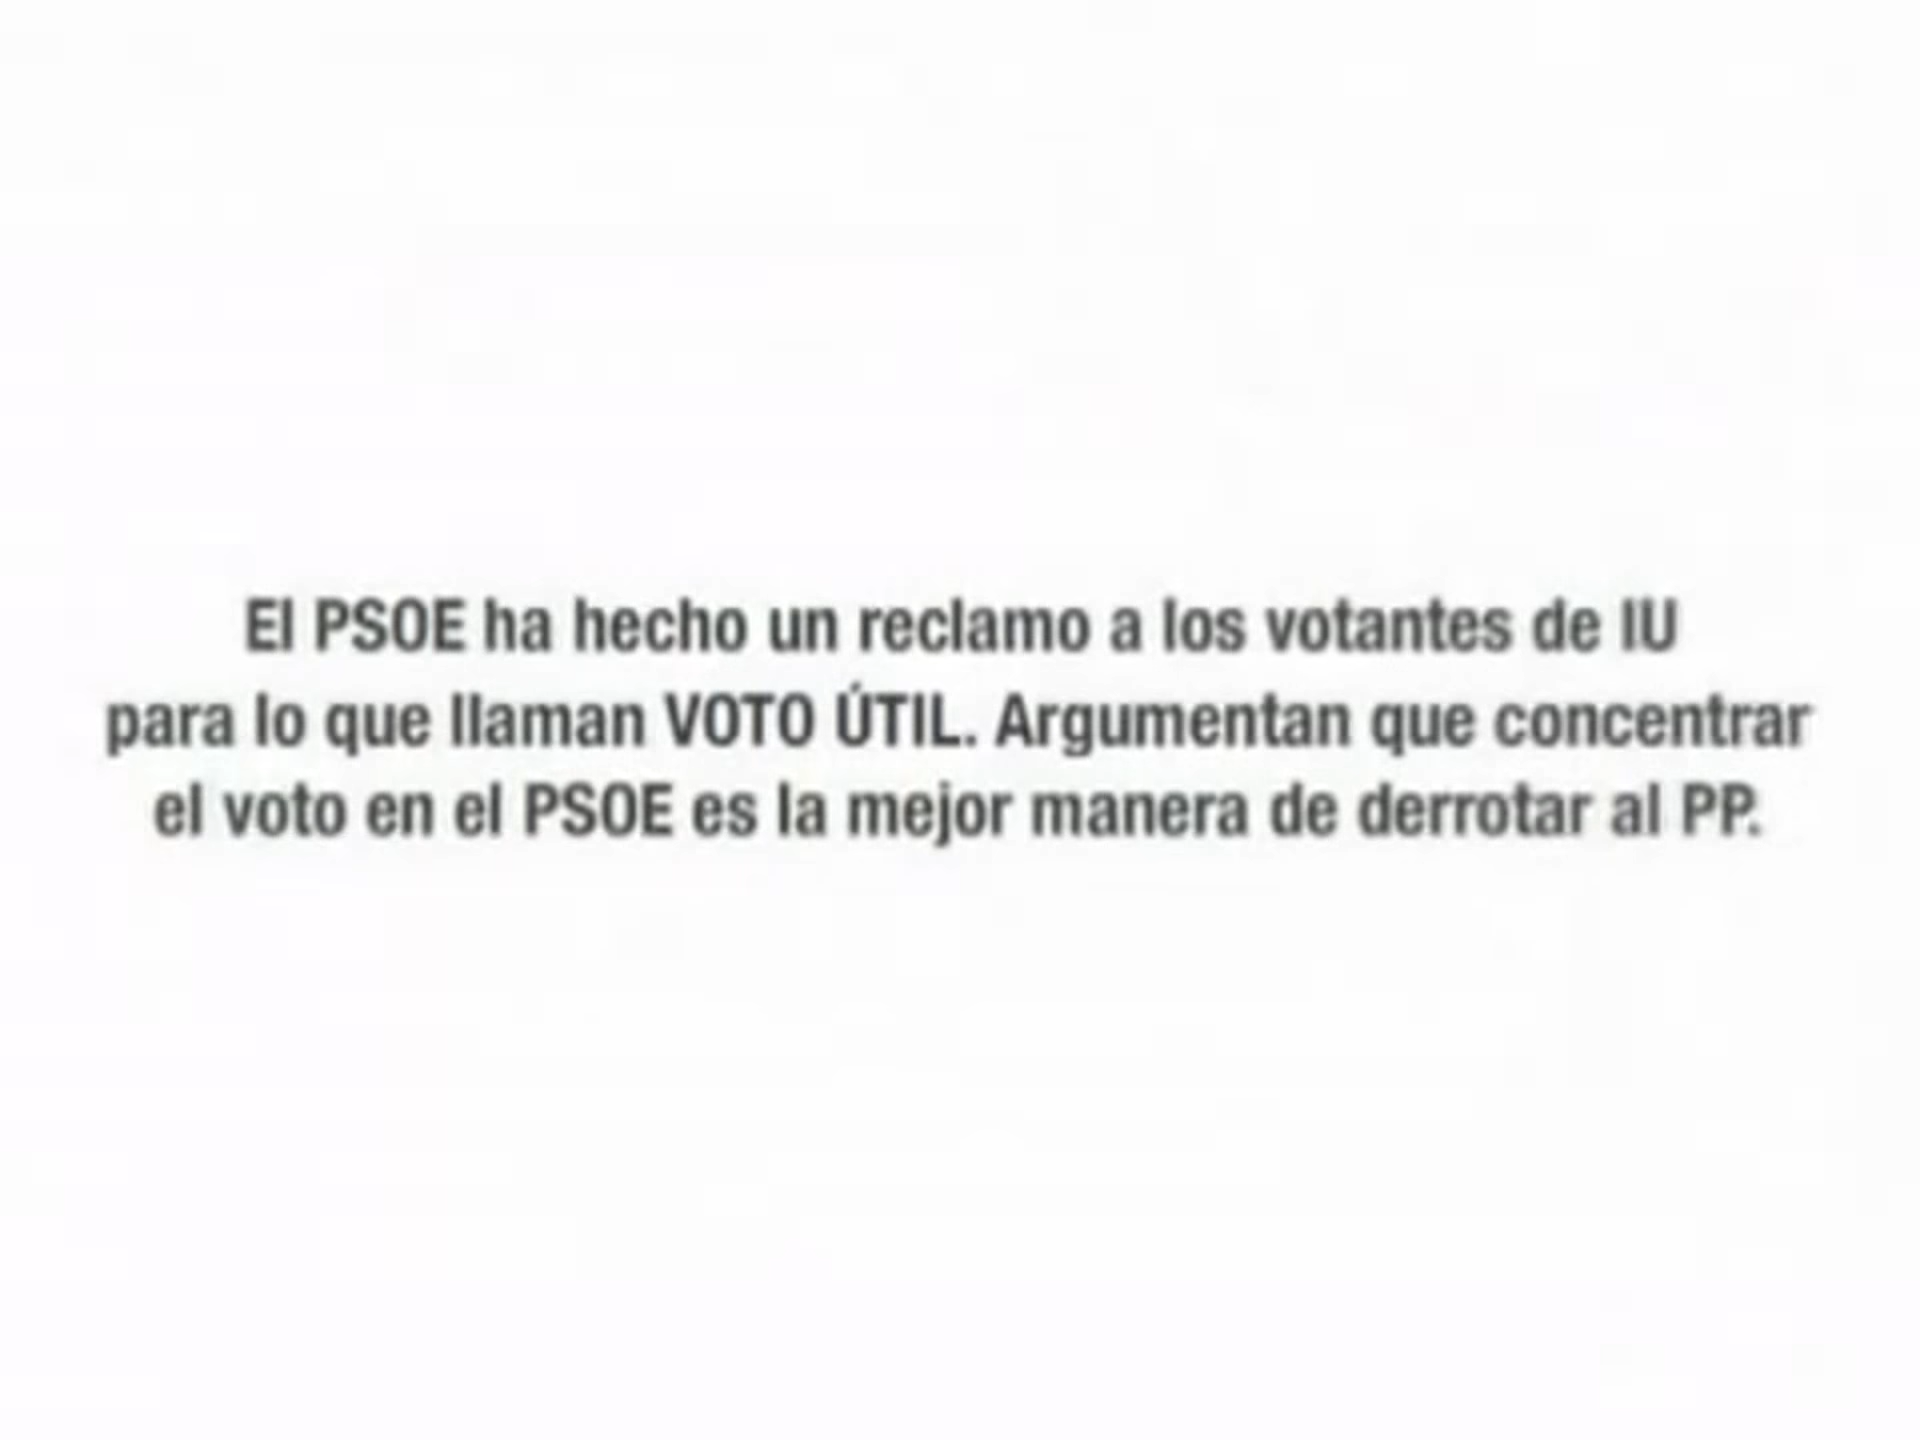 El PSOE ha hecho un reclamo a los votantes de IU
para lo que llaman VOTO ÚTIL. Argumentan que concentrar
el voto en el PSOE es la mejor manera de derrotar al PP.